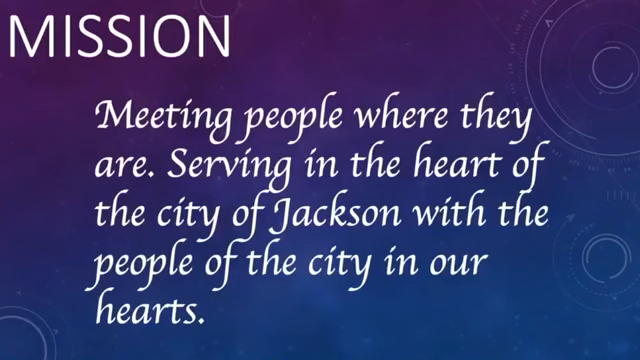 MISSION
Meeting people where they
are. Serving in the heart of
the city of Jackson with the
people of the city in our
hearts.